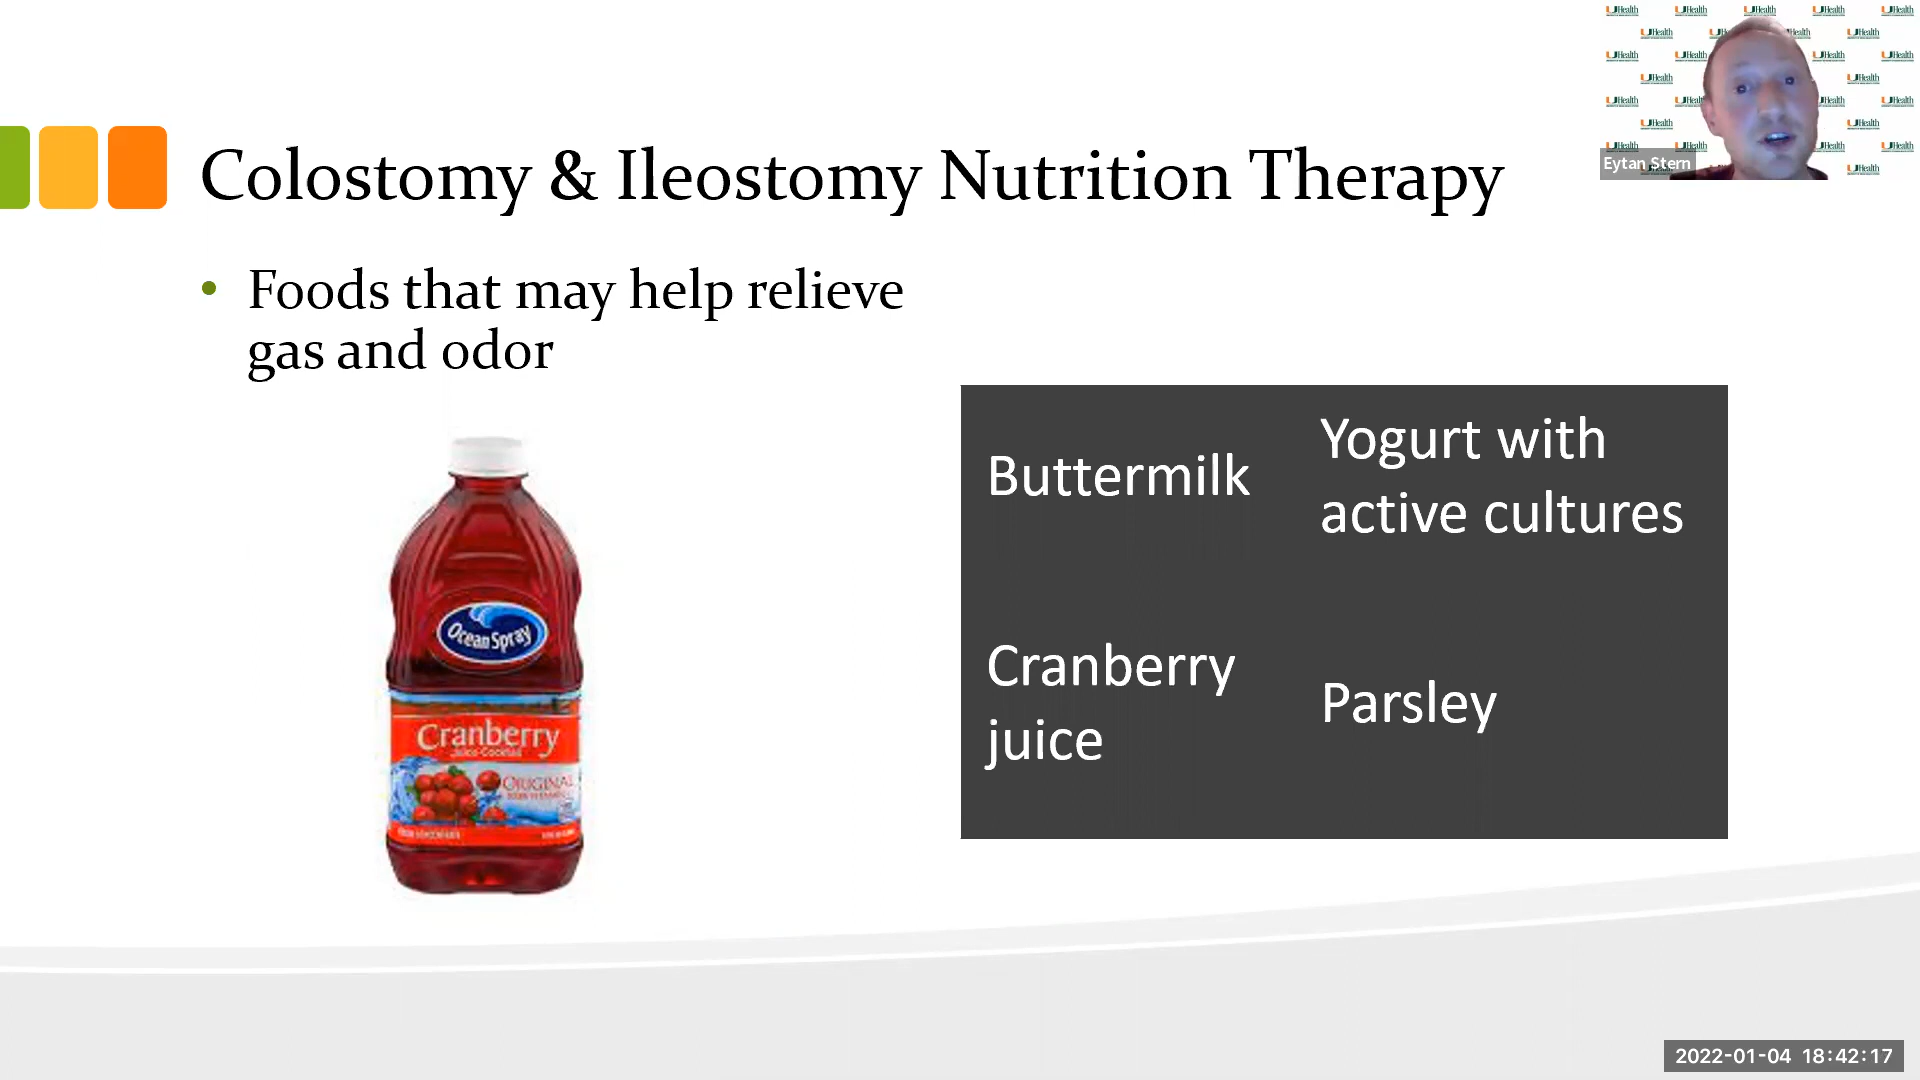 Colostomy & Ileostomy Nutrition Therapy
• Foods that may help relieve
gas and odor
Buttermilk
Yogurt with
active cultures
Cranberry
juice
Parsley
Ocean Spray
Cranberry
Juice Cocktail
ORIGINAL
UHealth
Eytan Stern
2022-01-04 18:42:17